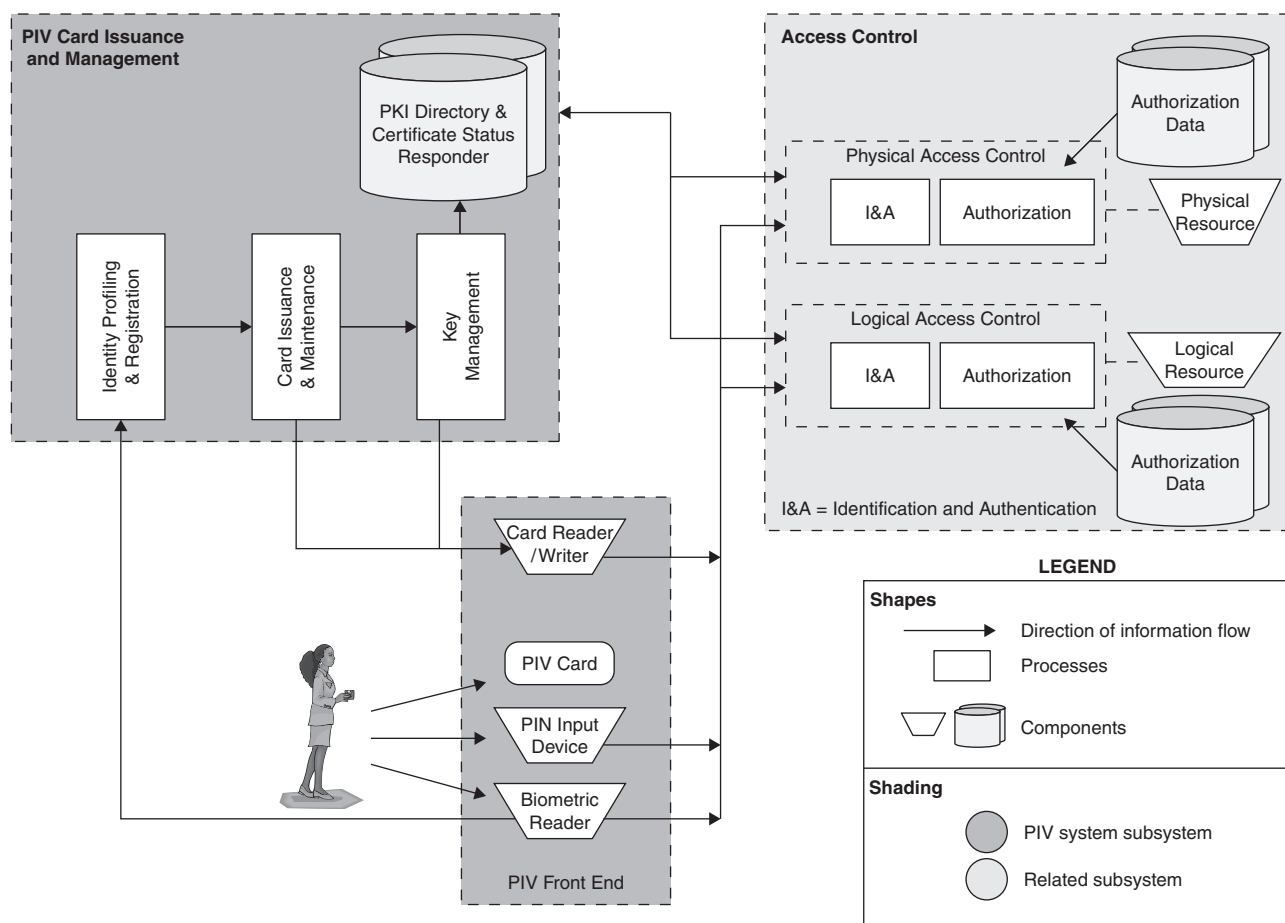 PIV Card Issuance
and Management
PKI Directory &
Certificate Status
Responder
Identity Profiling
& Registration
Card Issuance
& Maintenance
Key
Management
Access Control
Authorization
Data
Physical Access Control
I&A
Authorization
Physical
Resource
Logical Access Control
I&A
Authorization
Logical
Resource
Authorization
Data
I&A = Identification and Authentication
Card Reader
/Writer
PIV Card
PIN Input
Device
Biometric
Reader
PIV Front End
LEGEND
Shapes
Direction of information flow
Processes
Components
Shading
PIV system subsystem
Related subsystem